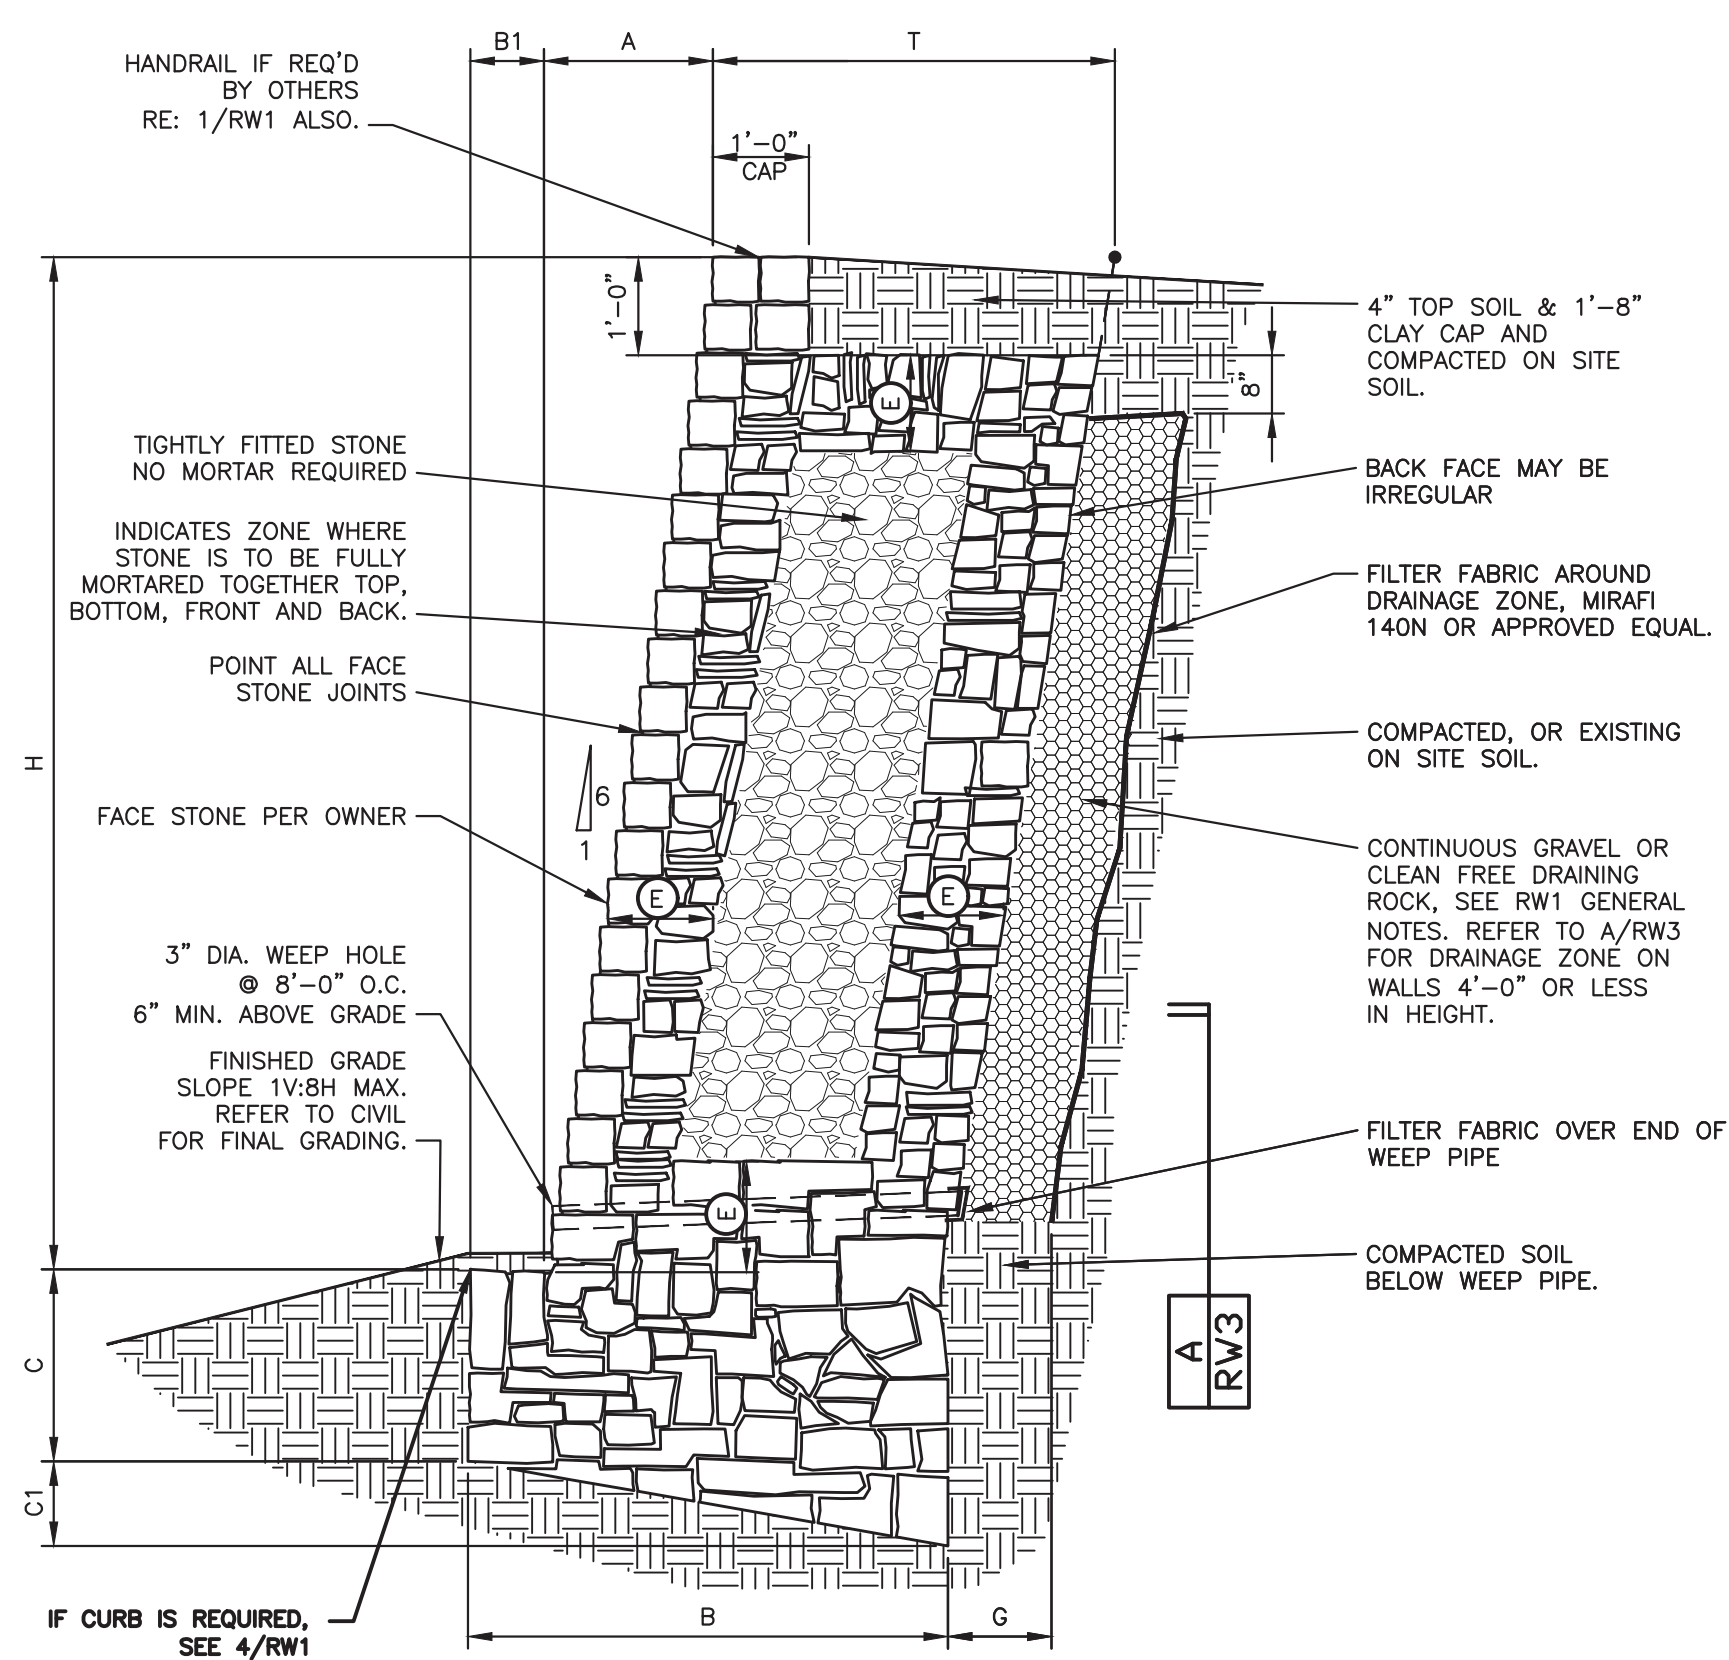 B1
A
T
HANDRAIL IF REQ'D
BY OTHERS
RE: 1/RW1 ALSO.
1'-0"
CAP
1'-0"
4" TOP SOIL & 1'-8"
CLAY CAP AND
COMPACTED ON SITE
SOIL.
8"
E
TIGHTLY FITTED STONE
NO MORTAR REQUIRED
BACK FACE MAY BE
IRREGULAR
INDICATES ZONE WHERE
STONE IS TO BE FULLY
MORTARED TOGETHER TOP,
BOTTOM, FRONT AND BACK.
FILTER FABRIC AROUND
DRAINAGE ZONE, MIRAFI
140N OR APPROVED EQUAL.
POINT ALL FACE
STONE JOINTS
COMPACTED, OR EXISTING
ON SITE SOIL.
H
6
1
FACE STONE PER OWNER
CONTINUOUS GRAVEL OR
CLEAN FREE DRAINING
ROCK, SEE RW1 GENERAL
NOTES. REFER TO A/RW3
FOR DRAINAGE ZONE ON
WALLS 4'-0" OR LESS
IN HEIGHT.
E
E
3" DIA. WEEP HOLE
@ 8'-0" O.C.
6" MIN. ABOVE GRADE
FINISHED GRADE
SLOPE 1V:8H MAX.
REFER TO CIVIL
FOR FINAL GRADING.
FILTER FABRIC OVER END OF
WEEP PIPE
E
COMPACTED SOIL
BELOW WEEP PIPE.
A
RW3
C
C1
IF CURB IS REQUIRED,
SEE 4/RW1
B
G